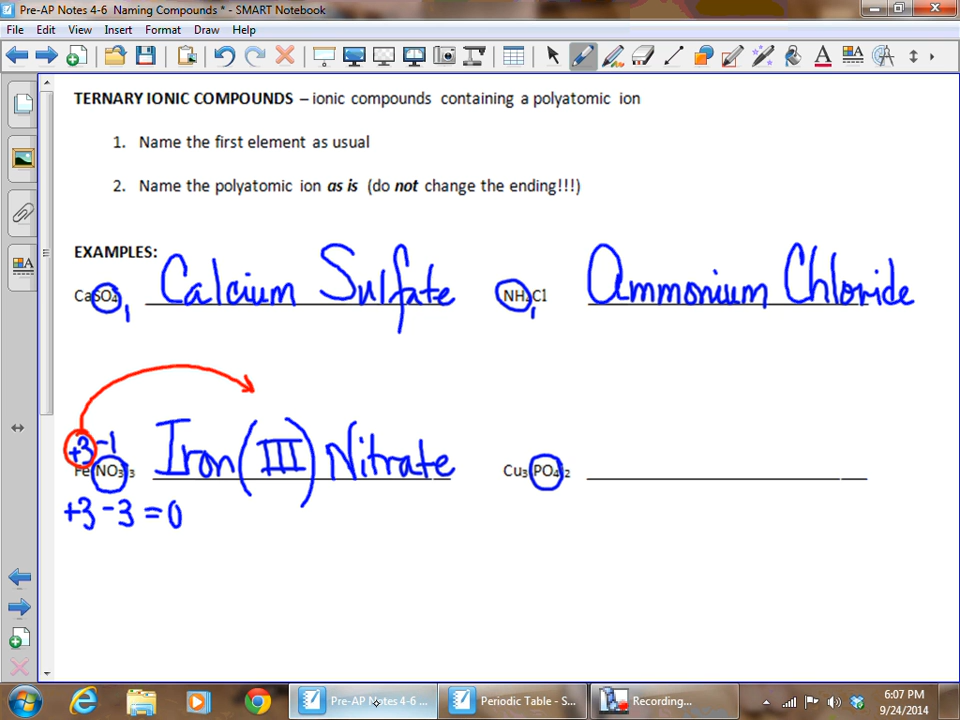 Pre-AP Notes 4-6 Naming Compounds * - SMART Notebook
File Edit View Insert Format Draw Help
TERNARY IONIC COMPOUNDS – ionic compounds containing a polyatomic ion
1. Name the first element as usual
2. Name the polyatomic ion as is (do not change the ending!!!)
EXAMPLES:
CaSO4 1 Calcium Sulfate NH4Cl 1 Ammonium Chloride
+3 -1
Fe(NO3)3 Iron (III) Nitrate Cu3(PO4)2
+3 -3 = 0
Pre-AP Notes 4-6 ... Periodic Table - S... Recording...
6:07 PM
9/24/2014